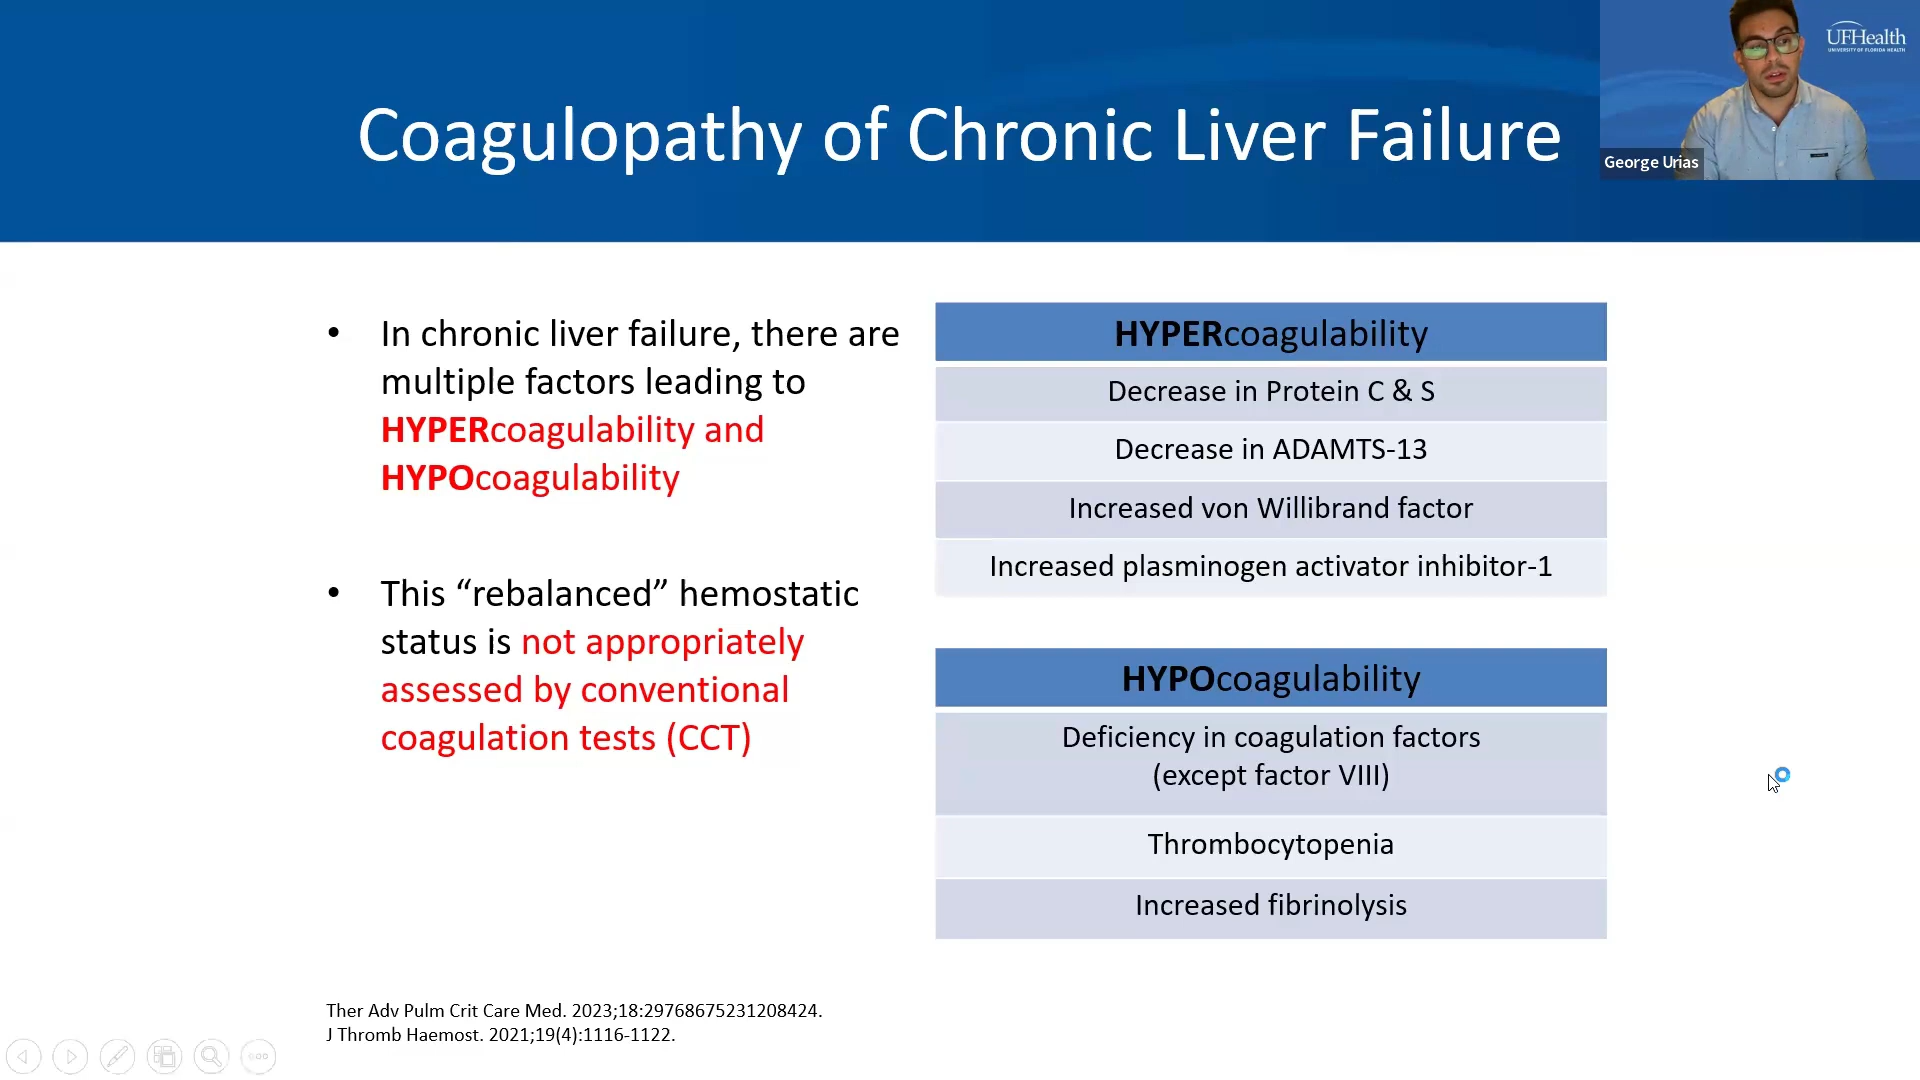 Coagulopathy of Chronic Liver Failure
UFHealth
UNIVERSITY OF FLORIDA HEALTH
George Urias
• In chronic liver failure, there are
multiple factors leading to
HYPERcoagulability and
HYPOcoagulability
• This “rebalanced” hemostatic
status is not appropriately
assessed by conventional
coagulation tests (CCT)
HYPERcoagulability
Decrease in Protein C & S
Decrease in ADAMTS-13
Increased von Willibrand factor
Increased plasminogen activator inhibitor-1
HYPOcoagulability
Deficiency in coagulation factors
(except factor VIII)
Thrombocytopenia
Increased fibrinolysis
Ther Adv Pulm Crit Care Med. 2023;18:29768675231208424.
J Thromb Haemost. 2021;19(4):1116-1122.